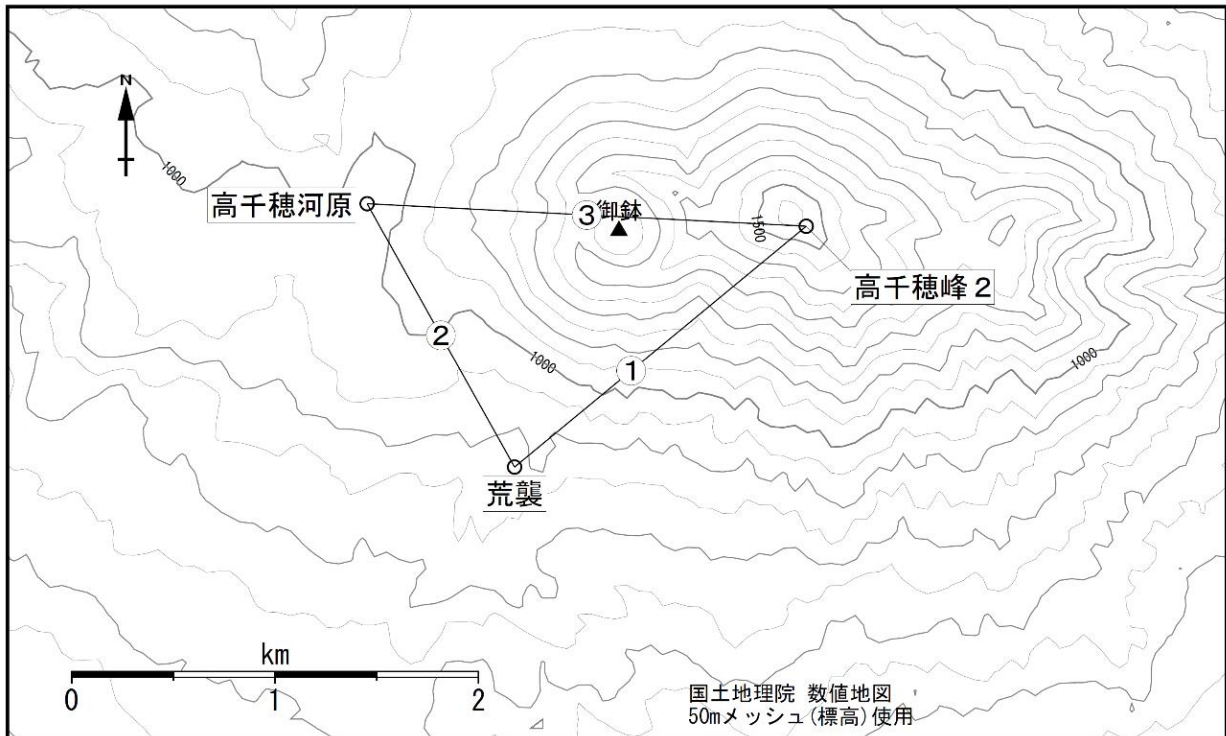 N
1000
高千穂河原
③
御鉢
1500
高千穂峰２
②
1000
①
1000
荒襲
km
0
1
2
国土地理院 数値地図
50mメッシュ(標高)使用